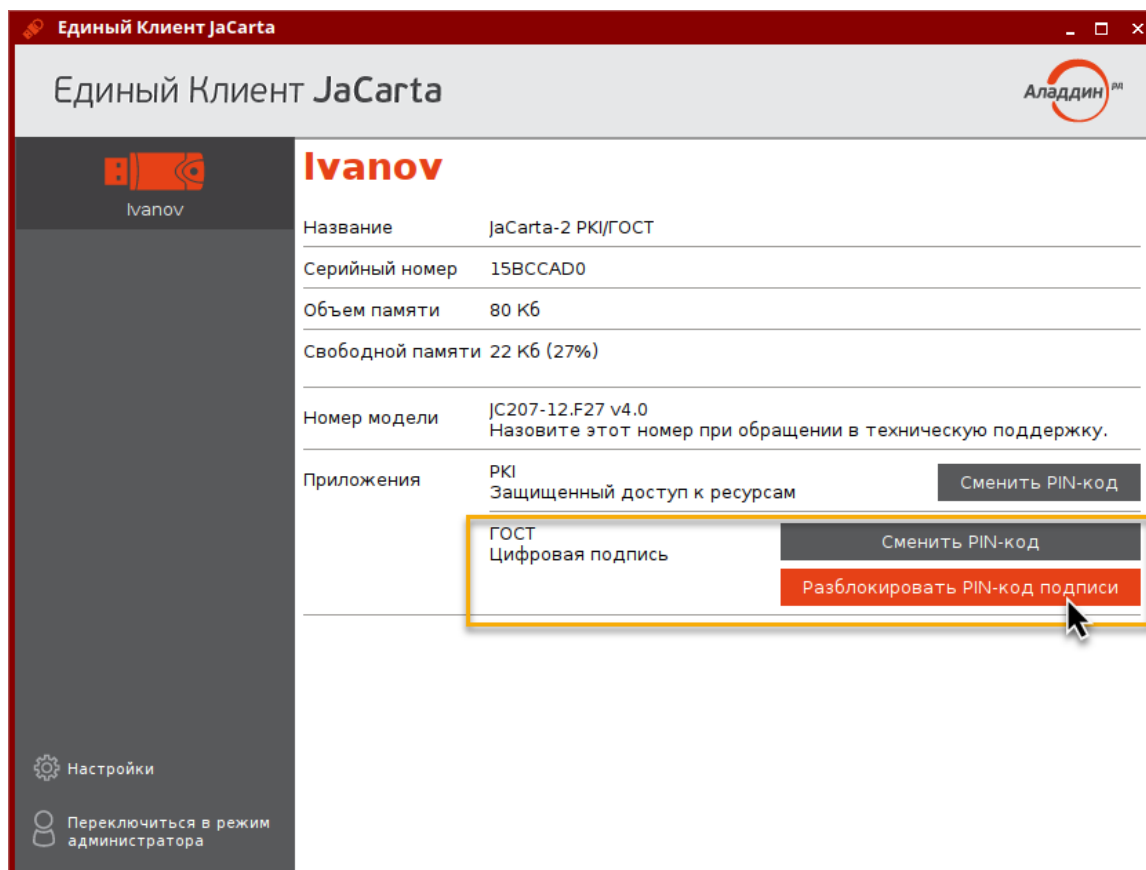 Единый Клиент JaCarta
Единый Клиент JaCarta
Аладдин РД
Ivanov
Ivanov
Название JaCarta-2 PKI/ГОСТ
Серийный номер 15BCCAD0
Объем памяти 80 Кб
Свободной памяти 22 Кб (27%)
Номер модели JC207-12.F27 v4.0
Назовите этот номер при обращении в техническую поддержку.
Приложения PKI
Защищенный доступ к ресурсам Сменить PIN-код
ГОСТ
Цифровая подпись Сменить PIN-код
Разблокировать PIN-код подписи
Настройки
Переключиться в режим
администратора